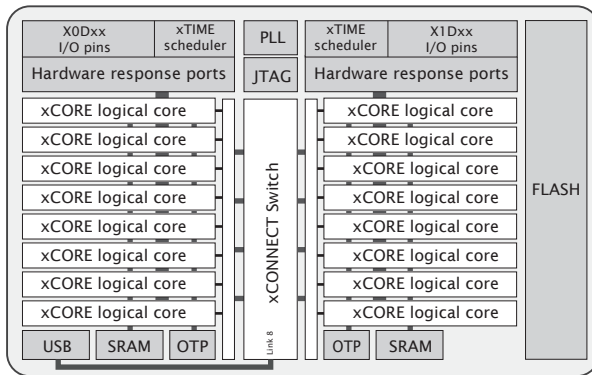 X0Dxx
I/O pins
xTIME
scheduler
PLL
xTIME
scheduler
X1Dxx
I/O pins
Hardware response ports
JTAG
Hardware response ports
xCORE logical core
xCORE logical core
xCORE logical core
xCORE logical core
xCORE logical core
xCORE logical core
xCORE logical core
xCORE logical core
xCONNECT Switch
Link 8
xCORE logical core
xCORE logical core
xCORE logical core
xCORE logical core
xCORE logical core
xCORE logical core
xCORE logical core
xCORE logical core
FLASH
USB
SRAM
OTP
OTP
SRAM